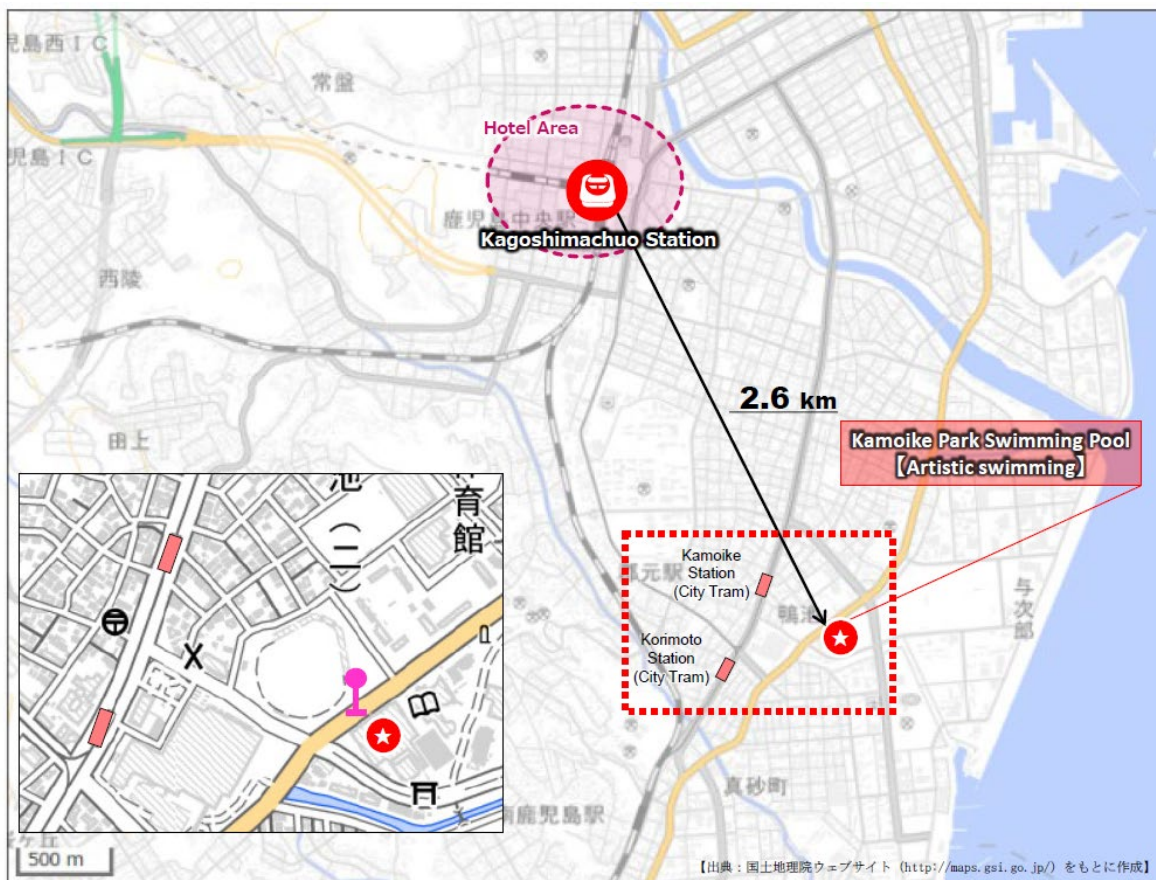 児島西ＩＣ
常盤
Hotel Area
児島ＩＣ
鹿児島中央駅
Kagoshimachuo Station
西陵
2.6 km
Kamoike Park Swimming Pool
【Artistic swimming】
田上
池(二)
育館
Kamoike
Station
(City Tram)
郡元駅
鴨池
与次郎
Korimoto
Station
(City Tram)
真砂町
南鹿児島駅
ヶ丘
500 m
【出典：国土地理院ウェブサイト（http://maps.gsi.go.jp/）をもとに作成】